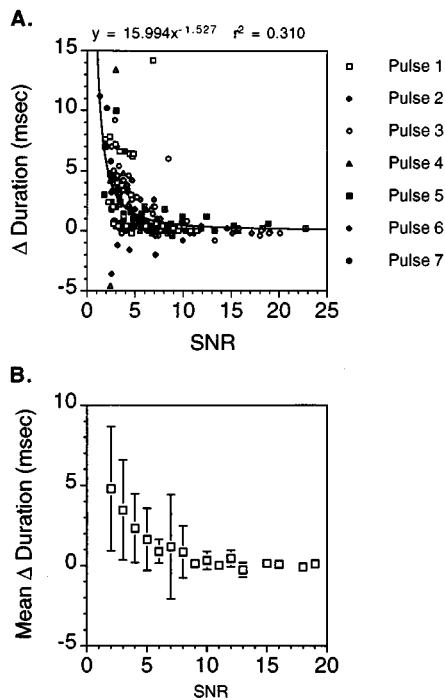 A.
y = 15.994x^-1.527 r² = 0.310
15
10
5
0
-5
Δ Duration (msec)
0 5 10 15 20 25
SNR
Pulse 1
Pulse 2
Pulse 3
Pulse 4
Pulse 5
Pulse 6
Pulse 7
B.
10
5
0
-5
Mean Δ Duration (msec)
0 5 10 15 20
SNR